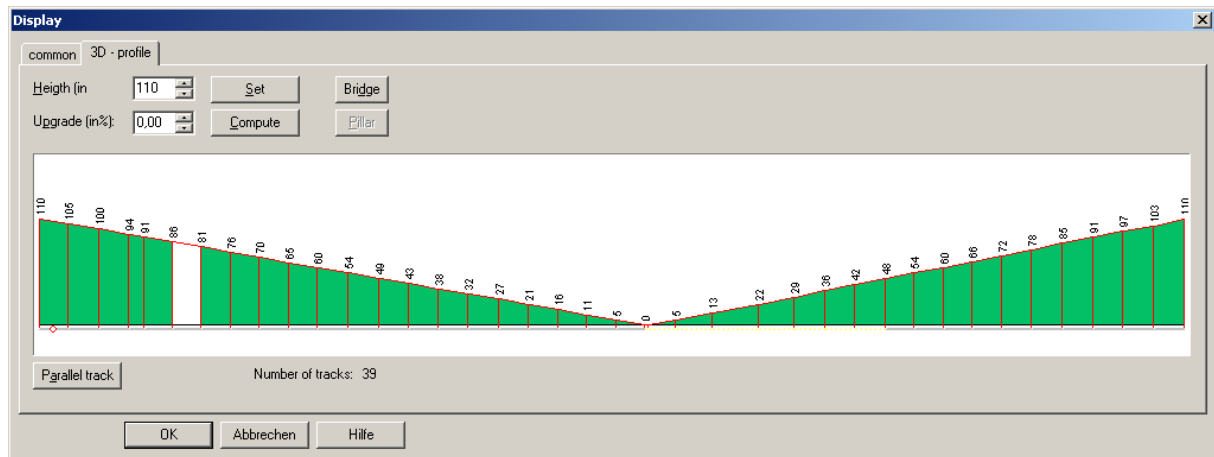 Display
common 3D - profile
Heigth (in 110 Set Bridge
Upgrade (in%): 0,00 Compute Pillar
110 105 100 94 91 86 81 76 70 65 60 54 49 43 38 32 27 21 16 11 5 0 5 13 22 29 36 42 48 54 60 66 72 78 85 91 97 103 110
Parallel track Number of tracks: 39
OK Abbrechen Hilfe